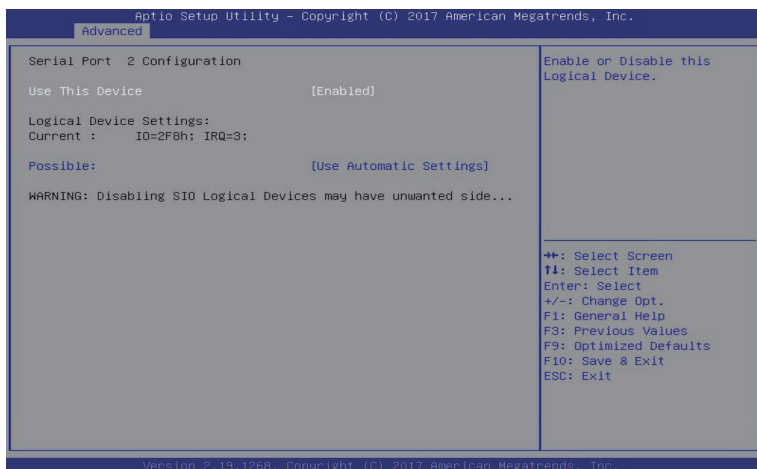 Aptio Setup Utility – Copyright (C) 2017 American Megatrends, Inc.
Advanced
Serial Port 2 Configuration
Use This Device [Enabled]
Logical Device Settings:
Current : IO=2F8h; IRQ=3;
Possible: [Use Automatic Settings]
WARNING: Disabling SIO Logical Devices may have unwanted side...
Enable or Disable this
Logical Device.
→←: Select Screen
↑↓: Select Item
Enter: Select
+/-: Change Opt.
F1: General Help
F3: Previous Values
F9: Optimized Defaults
F10: Save & Exit
ESC: Exit
Version 2.19.1268. Copyright (C) 2017 American Megatrends, Inc.